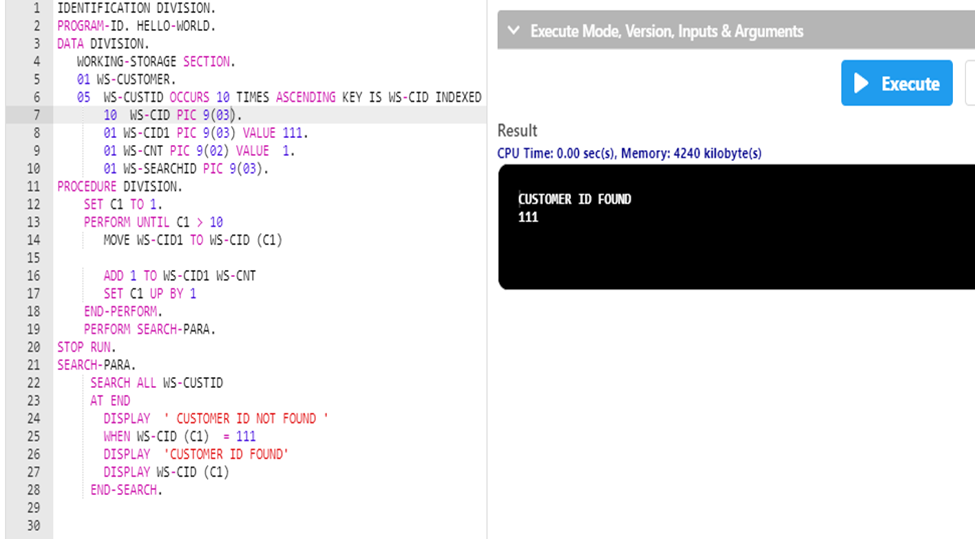 1 IDENTIFICATION DIVISION.
2 PROGRAM-ID. HELLO-WORLD.
3 DATA DIVISION.
4 WORKING-STORAGE SECTION.
5 01 WS-CUSTOMER.
6 05 WS-CUSTID OCCURS 10 TIMES ASCENDING KEY IS WS-CID INDEXED
7 10 WS-CID PIC 9(03).
8 01 WS-CID1 PIC 9(03) VALUE 111.
9 01 WS-CNT PIC 9(02) VALUE 1.
10 01 WS-SEARCHID PIC 9(03).
11 PROCEDURE DIVISION.
12 SET C1 TO 1.
13 PERFORM UNTIL C1 > 10
14 MOVE WS-CID1 TO WS-CID (C1)
15
16 ADD 1 TO WS-CID1 WS-CNT
17 SET C1 UP BY 1
18 END-PERFORM.
19 PERFORM SEARCH-PARA.
20 STOP RUN.
21 SEARCH-PARA.
22 SEARCH ALL WS-CUSTID
23 AT END
24 DISPLAY ' CUSTOMER ID NOT FOUND '
25 WHEN WS-CID (C1) = 111
26 DISPLAY 'CUSTOMER ID FOUND'
27 DISPLAY WS-CID (C1)
28 END-SEARCH.
29
30
Execute Mode, Version, Inputs & Arguments
Execute
Result
CPU Time: 0.00 sec(s), Memory: 4240 kilobyte(s)
CUSTOMER ID FOUND
111